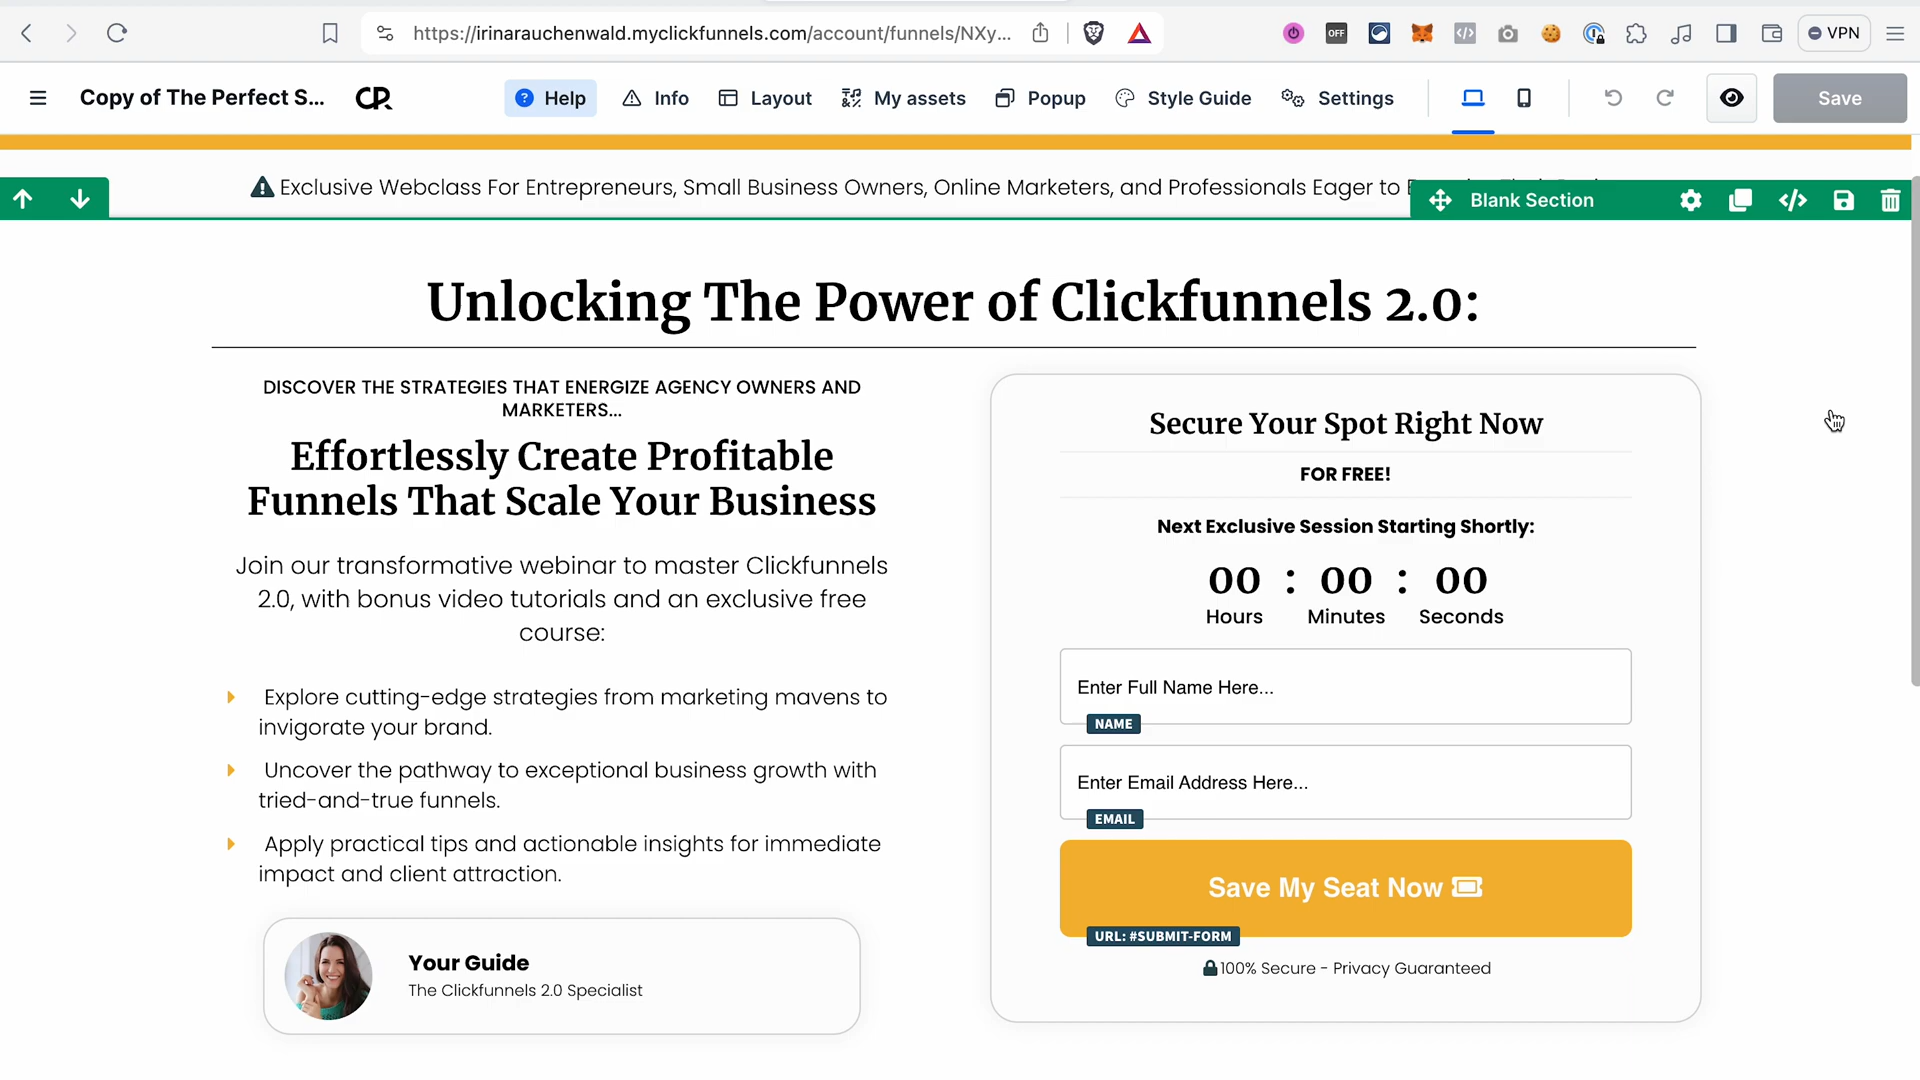 https://irinarauchenwald.myclickfunnels.com/account/funnels/NXy...
OFF
VPN
Copy of The Perfect S...
CR
Help
Info
Layout
My assets
Popup
Style Guide
Settings
Save
Exclusive Webclass For Entrepreneurs, Small Business Owners, Online Marketers, and Professionals Eager to
Blank Section
Unlocking The Power of Clickfunnels 2.0:
DISCOVER THE STRATEGIES THAT ENERGIZE AGENCY OWNERS AND
MARKETERS...
Effortlessly Create Profitable
Funnels That Scale Your Business
Join our transformative webinar to master Clickfunnels
2.0, with bonus video tutorials and an exclusive free
course:
Explore cutting-edge strategies from marketing mavens to
invigorate your brand.
Uncover the pathway to exceptional business growth with
tried-and-true funnels.
Apply practical tips and actionable insights for immediate
impact and client attraction.
Your Guide
The Clickfunnels 2.0 Specialist
Secure Your Spot Right Now
FOR FREE!
Next Exclusive Session Starting Shortly:
00 : 00 : 00
Hours Minutes Seconds
Enter Full Name Here...
NAME
Enter Email Address Here...
EMAIL
Save My Seat Now
URL: #SUBMIT-FORM
100% Secure - Privacy Guaranteed